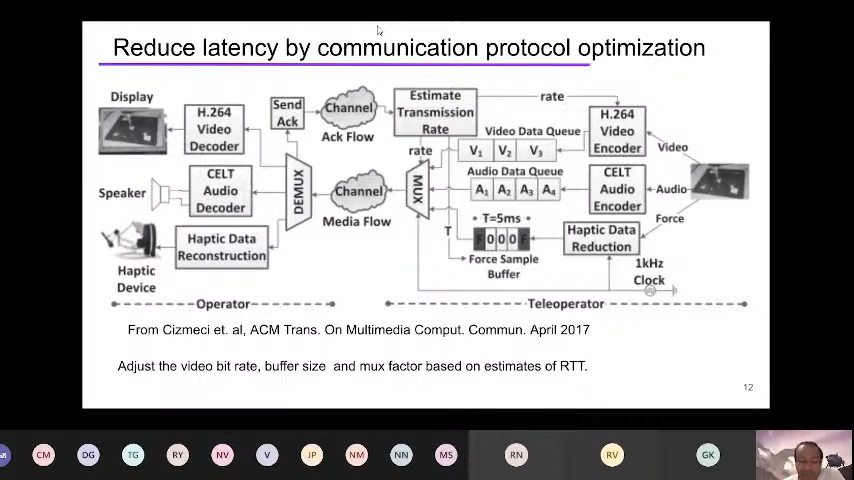 Reduce latency by communication protocol optimization
Display
H.264
Video
Decoder
Send
Ack
Channel
Ack Flow
Estimate
Transmission
Rate
rate
rate
Video Data Queue
V1 V2 V3
H.264
Video
Encoder
Video
Speaker
CELT
Audio
Decoder
DEMUX
Channel
Media Flow
MUX
Audio Data Queue
A1 A2 A3 A4
CELT
Audio
Encoder
Audio
Force
Haptic
Device
Haptic Data
Reconstruction
T
T=5ms
F 0 0 0 F
Force Sample
Buffer
Haptic Data
Reduction
1kHz
Clock
Operator
Teleoperator
From Cizmeci et. al, ACM Trans. On Multimedia Comput. Commun. April 2017
Adjust the video bit rate, buffer size and mux factor based on estimates of RTT.
12
CM DG TG RY NV V JP NM NN MS RN RV GK